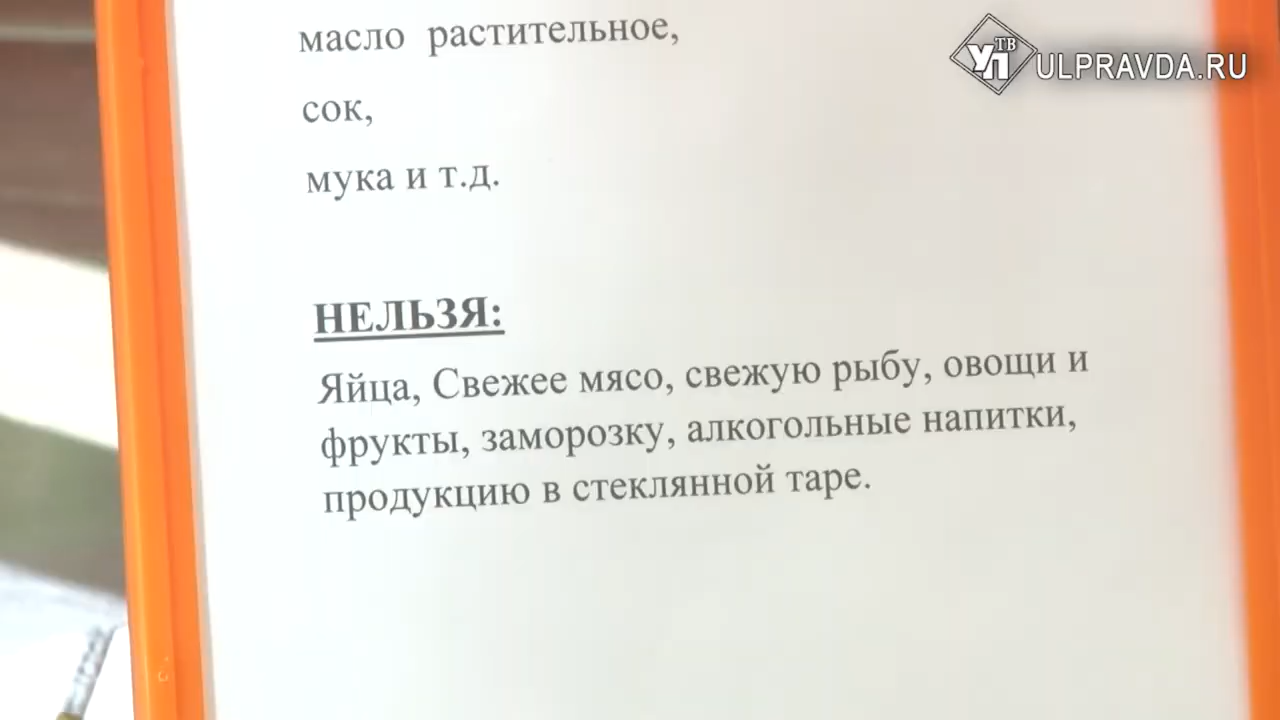 масло растительное,
сок,
мука и т.д.
НЕЛЬЗЯ:
Яйца, Свежее мясо, свежую рыбу, овощи и
фрукты, заморозку, алкогольные напитки,
продукцию в стеклянной таре.
УП ТВ ULPRAVDA.RU